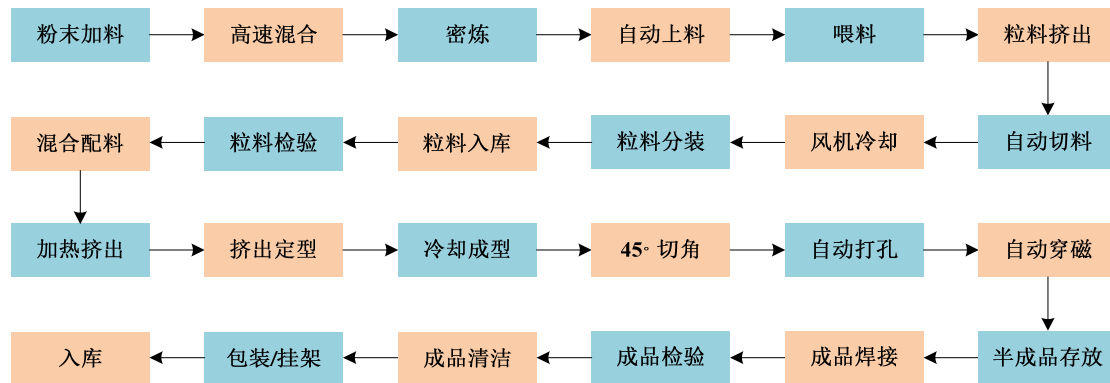 粉末加料
高速混合
密炼
自动上料
喂料
粒料挤出
自动切料
风机冷却
粒料分装
粒料入库
粒料检验
混合配料
加热挤出
挤出定型
冷却成型
45° 切角
自动打孔
自动穿磁
半成品存放
成品焊接
成品检验
成品清洁
包装/挂架
入库